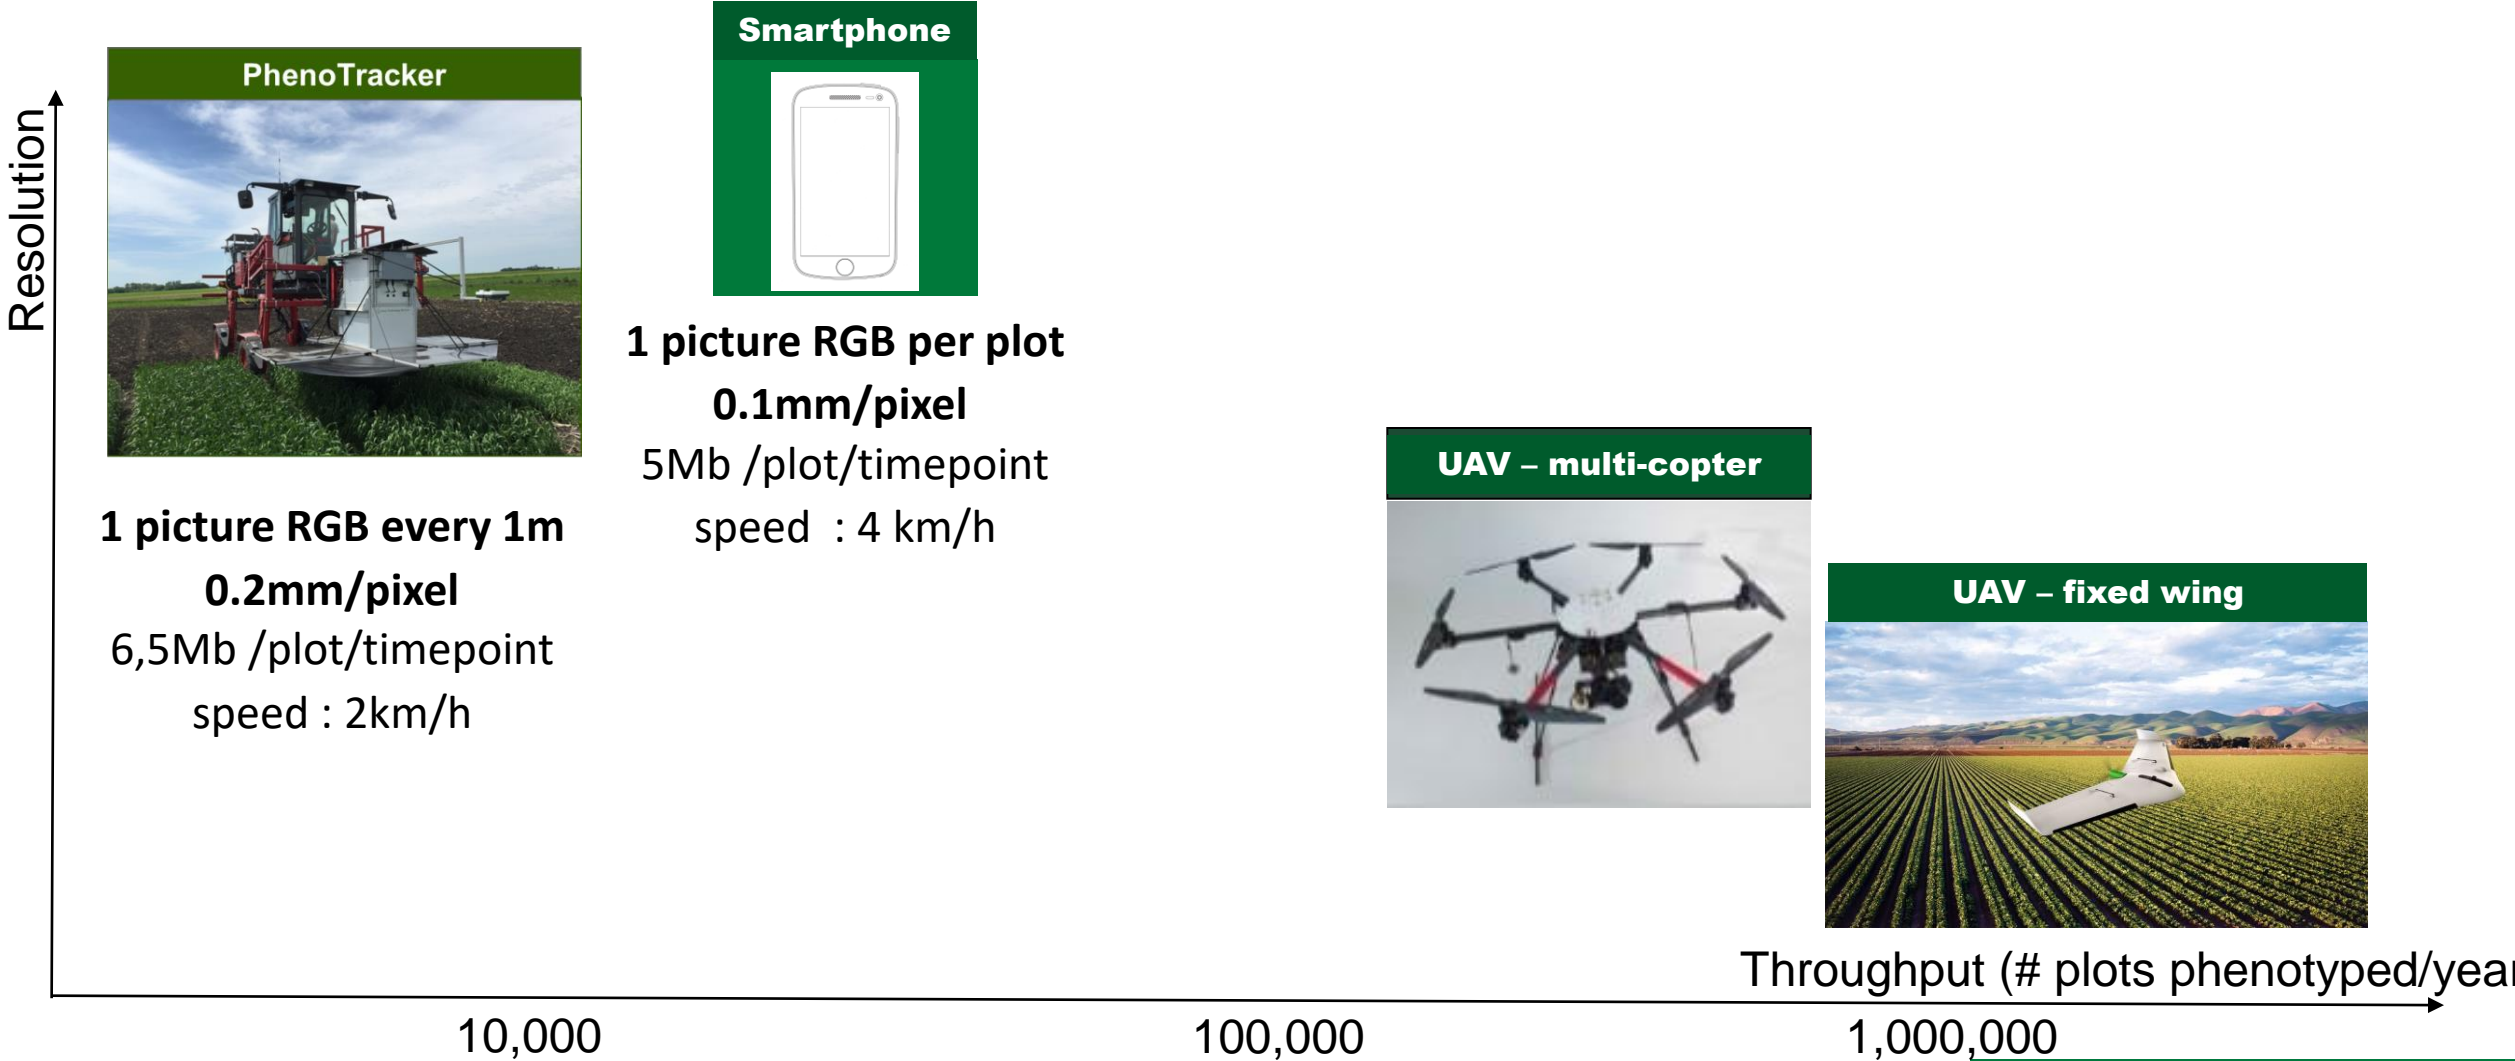 Resolution
PhenoTracker
1 picture RGB every 1m
0.2mm/pixel
6,5Mb /plot/timepoint
speed : 2km/h
Smartphone
1 picture RGB per plot
0.1mm/pixel
5Mb /plot/timepoint
speed : 4 km/h
UAV – multi-copter
UAV – fixed wing
Throughput (# plots phenotyped/year
10,000
100,000
1,000,000